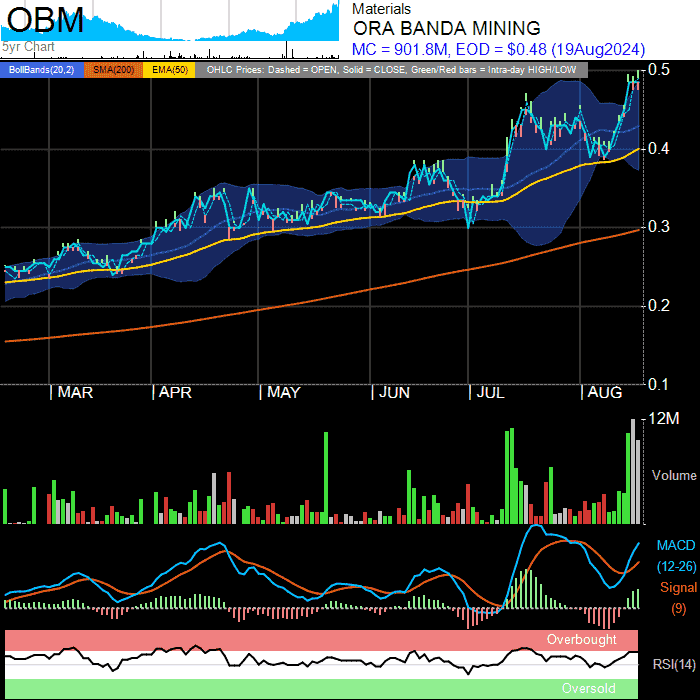 OBM
5yr Chart
Materials
ORA BANDA MINING
MC = 901.8M, EOD = $0.48 (19Aug2024)
BollBands(20,2) SMA(200) EMA(50) OHLC Prices: Dashed = OPEN, Solid = CLOSE, Green/Red bars = Intra-day HIGH/LOW
0.5
0.4
0.3
0.2
0.1
MAR APR MAY JUN JUL AUG
12M
Volume
MACD
(12-26)
Signal
(9)
Overbought
RSI(14)
Oversold